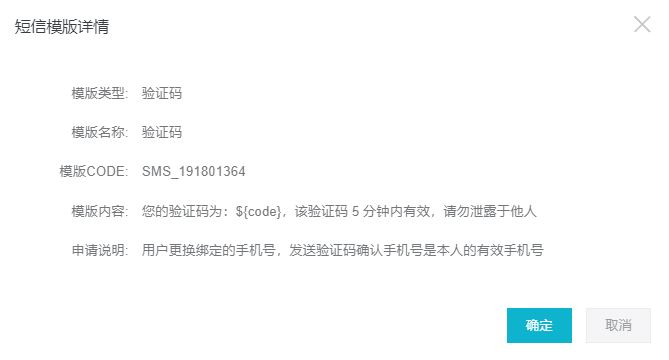 短信模版详情
模版类型: 验证码
模版名称: 验证码
模版CODE: SMS_191801364
模版内容: 您的验证码为：${code}，该验证码 5 分钟内有效，请勿泄露于他人
申请说明: 用户更换绑定的手机号，发送验证码确认手机号是本人的有效手机号
确定 取消